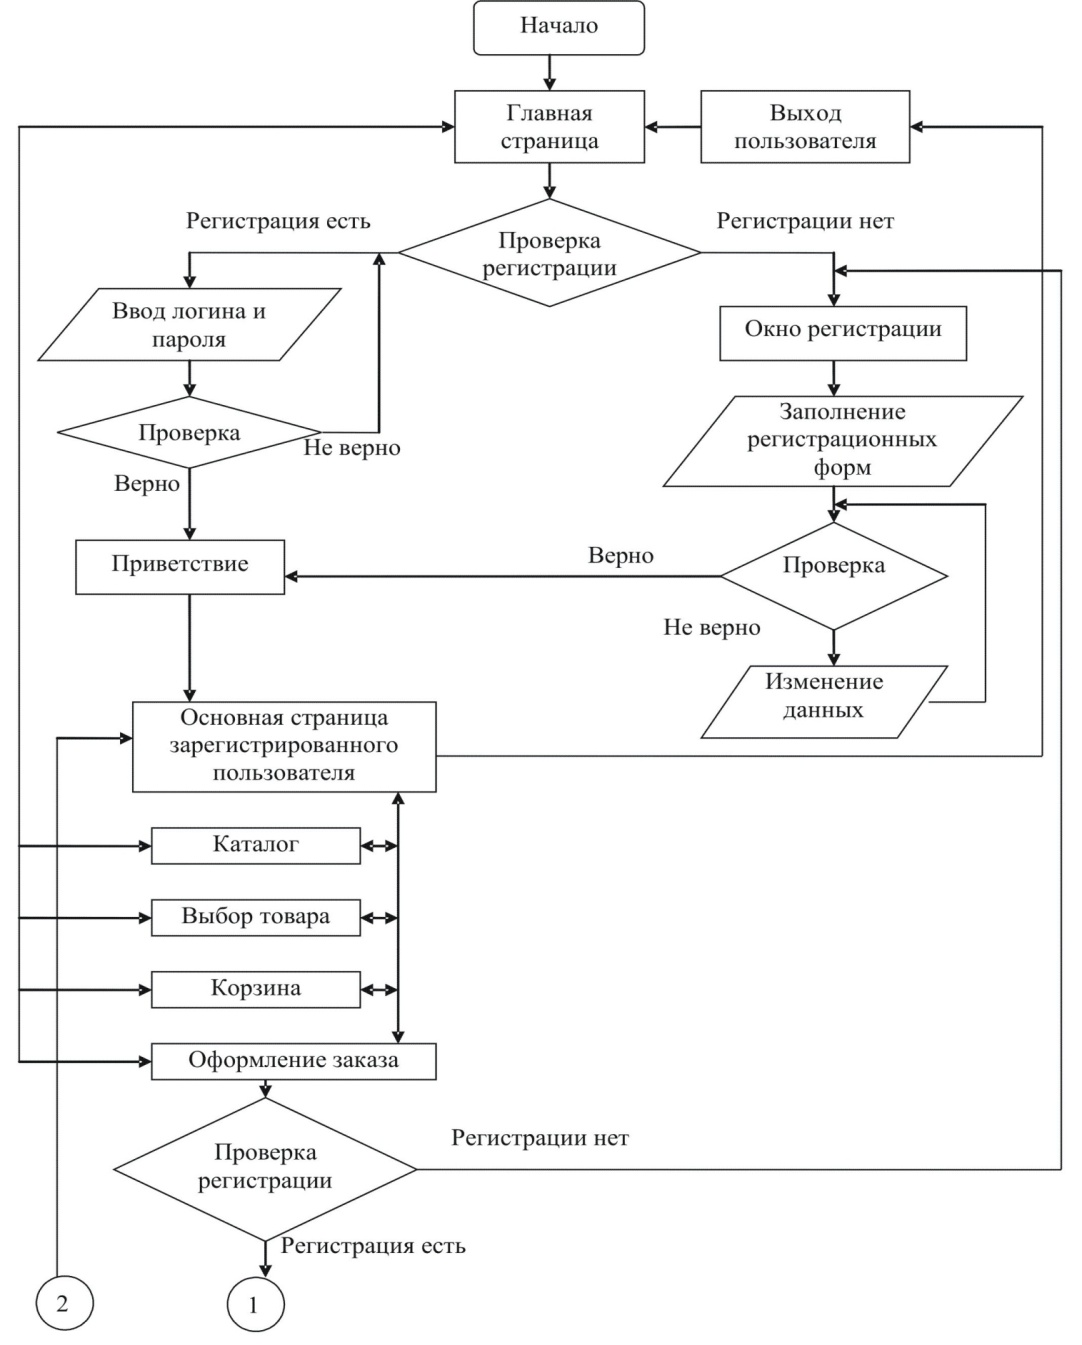 Начало
Главная
страница
Выход
пользователя
Регистрация есть
Регистрации нет
Проверка
регистрации
Ввод логина и
пароля
Окно регистрации
Проверка
Не верно
Верно
Заполнение
регистрационных
форм
Приветствие
Верно
Проверка
Не верно
Изменение
данных
Основная страница
зарегистрированного
пользователя
Каталог
Выбор товара
Корзина
Оформление заказа
Проверка
регистрации
Регистрации нет
Регистрация есть
2
1